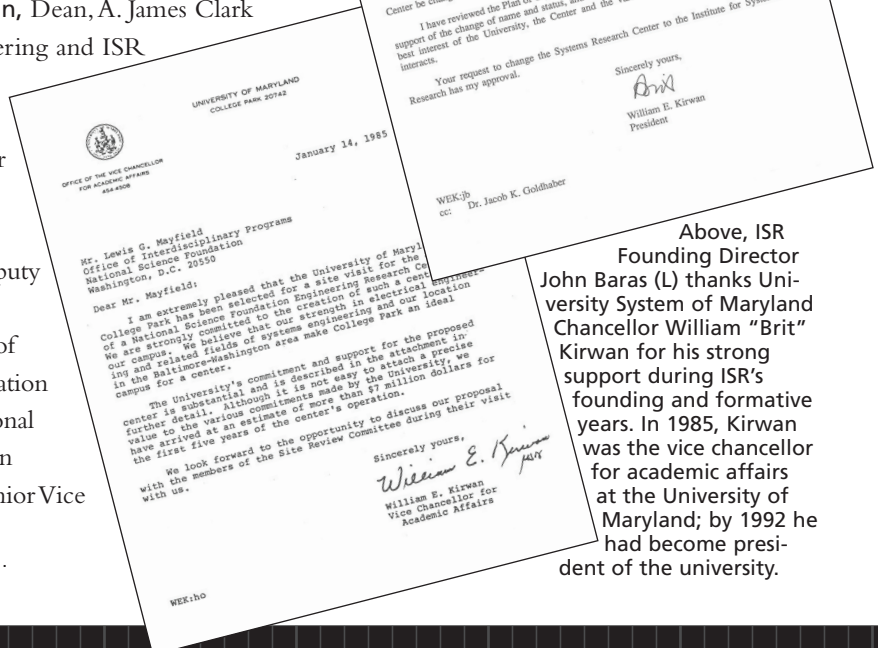 n, Dean, A. James Clark
ering and ISR
r
puty
of
ation
onal
n
nior Vice
.
Center be
I have reviewed the Plan of
support of the change of name and status, an
best interest of the University, the Center and the
interacts.
Your request to change the Systems Research Center to the Institute for Systems
Research has my approval.
Sincerely yours,
Brit
William E. Kirwan
President
WEK:jb
cc: Dr. Jacob K. Goldhaber
UNIVERSITY OF MARYLAND
COLLEGE PARK 20742
OFFICE OF THE VICE CHANCELLOR
FOR ACADEMIC AFFAIRS
454-4508
January 14, 1985
Mr. Lewis G. Mayfield
Office of Interdisciplinary Programs
National Science Foundation
Washington, D.C. 20550
Dear Mr. Mayfield:
I am extremely pleased that the University of Maryl
College Park has been selected for a site visit for the
of a National Science Foundation Engineering Research Ce
We are strongly committed to the creation of such a cent
our campus. We believe that our strength in electrical engineer-
ing and related fields of systems engineering and our location
in the Baltimore-Washington area make College Park an ideal
campus for a center.
The University's commitment and support for the proposed
center is substantial and is described in the attachment in
further detail. Although it is not easy to attach a precise
value to the various commitments made by the University, we
have arrived at an estimate of more than $7 million dollars for
the first five years of the center's operation.
We look forward to the opportunity to discuss our proposal
with the members of the Site Review Committee during their visit
with us.
Sincerely yours,
William E. Kirwan
William E. Kirwan
Vice Chancellor for
Academic Affairs
WEK:ho
Above, ISR
Founding Director
John Baras (L) thanks Uni-
versity System of Maryland
Chancellor William “Brit”
Kirwan for his strong
support during ISR’s
founding and formative
years. In 1985, Kirwan
was the vice chancellor
for academic affairs
at the University of
Maryland; by 1992 he
had become presi-
dent of the university.